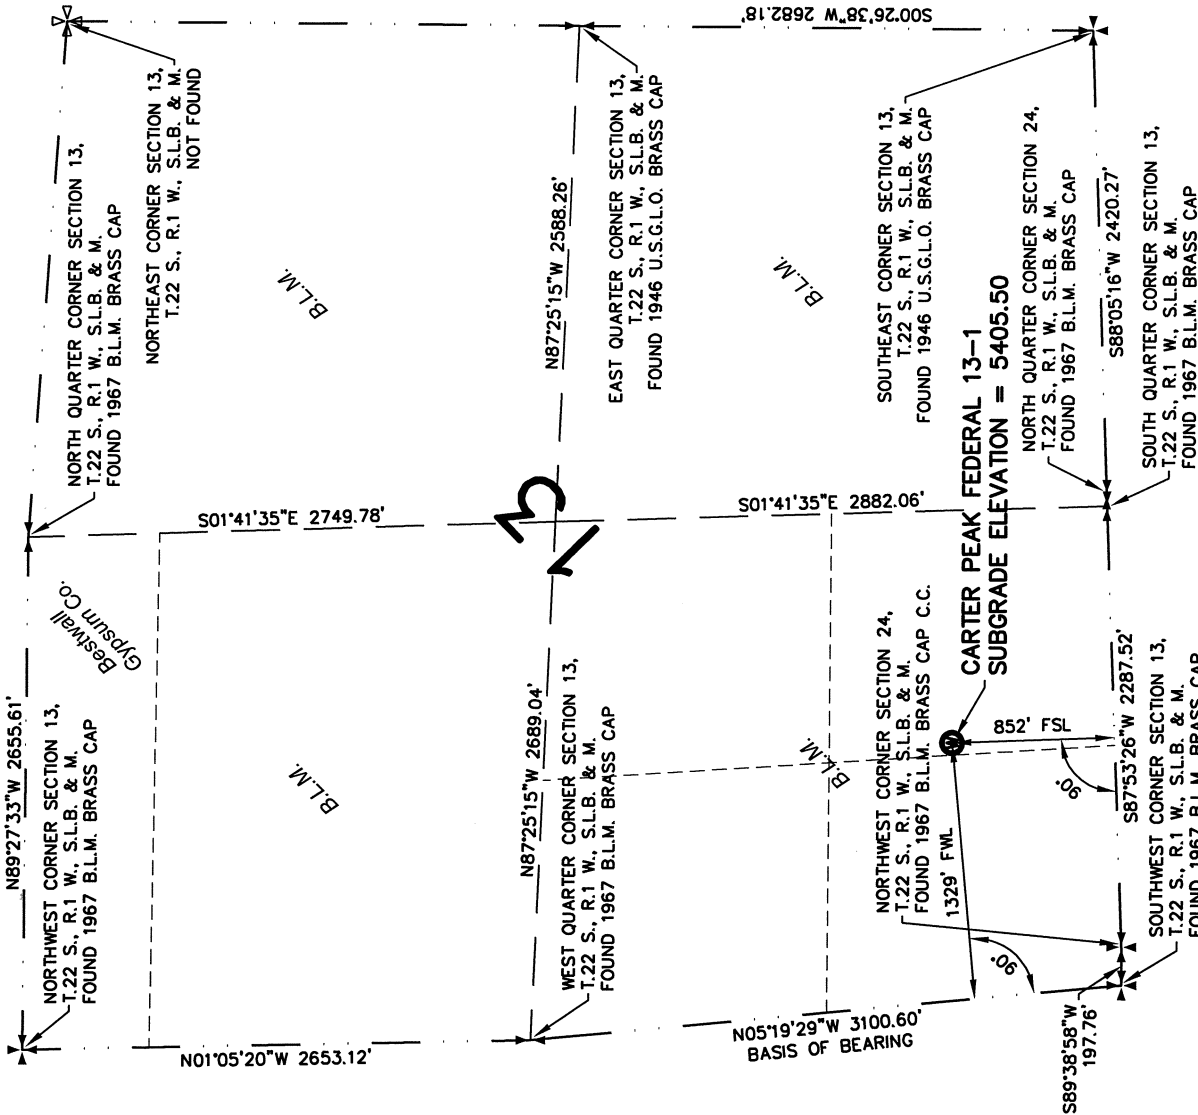 S00°26'38"W 2682.18'
NORTH QUARTER CORNER SECTION 13,
T.22 S., R.1 W., S.L.B. & M.
FOUND 1967 B.L.M. BRASS CAP
NORTHEAST CORNER SECTION 13,
T.22 S., R.1 W., S.L.B. & M.
NOT FOUND
B.L.M.
N87°25'15"W 2588.26'
EAST QUARTER CORNER SECTION 13,
T.22 S., R.1 W., S.L.B. & M.
FOUND 1946 U.S.G.L.O. BRASS CAP
B.L.M.
SOUTHEAST CORNER SECTION 13,
T.22 S., R.1 W., S.L.B. & M.
FOUND 1946 U.S.G.L.O. BRASS CAP
NORTH QUARTER CORNER SECTION 24,
T.22 S., R.1 W., S.L.B. & M.
FOUND 1967 B.L.M. BRASS CAP
S88°05'16"W 2420.27'
SOUTH QUARTER CORNER SECTION 13,
T.22 S., R.1 W., S.L.B. & M.
FOUND 1967 B.L.M. BRASS CAP
S01°41'35"E 2749.78'
13
S01°41'35"E 2882.06'
CARTER PEAK FEDERAL 13-1
SUBGRADE ELEVATION = 5405.50
Bestwall
Gypsum Co.
N89°27'33"W 2655.61'
NORTHWEST CORNER SECTION 13,
T.22 S., R.1 W., S.L.B. & M.
FOUND 1967 B.L.M. BRASS CAP
B.L.M.
N87°25'15"W 2689.04'
WEST QUARTER CORNER SECTION 13,
T.22 S., R.1 W., S.L.B. & M.
FOUND 1967 B.L.M. BRASS CAP
B.L.M.
NORTHWEST CORNER SECTION 24,
T.22 S., R.1 W., S.L.B. & M.
FOUND 1967 B.L.M. BRASS CAP C.C.
W
852' FSL
90°
1329' FWL
90°
S87°53'26"W 2287.52'
SOUTHWEST CORNER SECTION 13,
T.22 S., R.1 W., S.L.B. & M.
FOUND 1967 B.L.M. BRASS CAP
N01°05'20"W 2653.12'
N05°19'29"W 3100.60'
BASIS OF BEARING
S89°38'58"W
197.76'